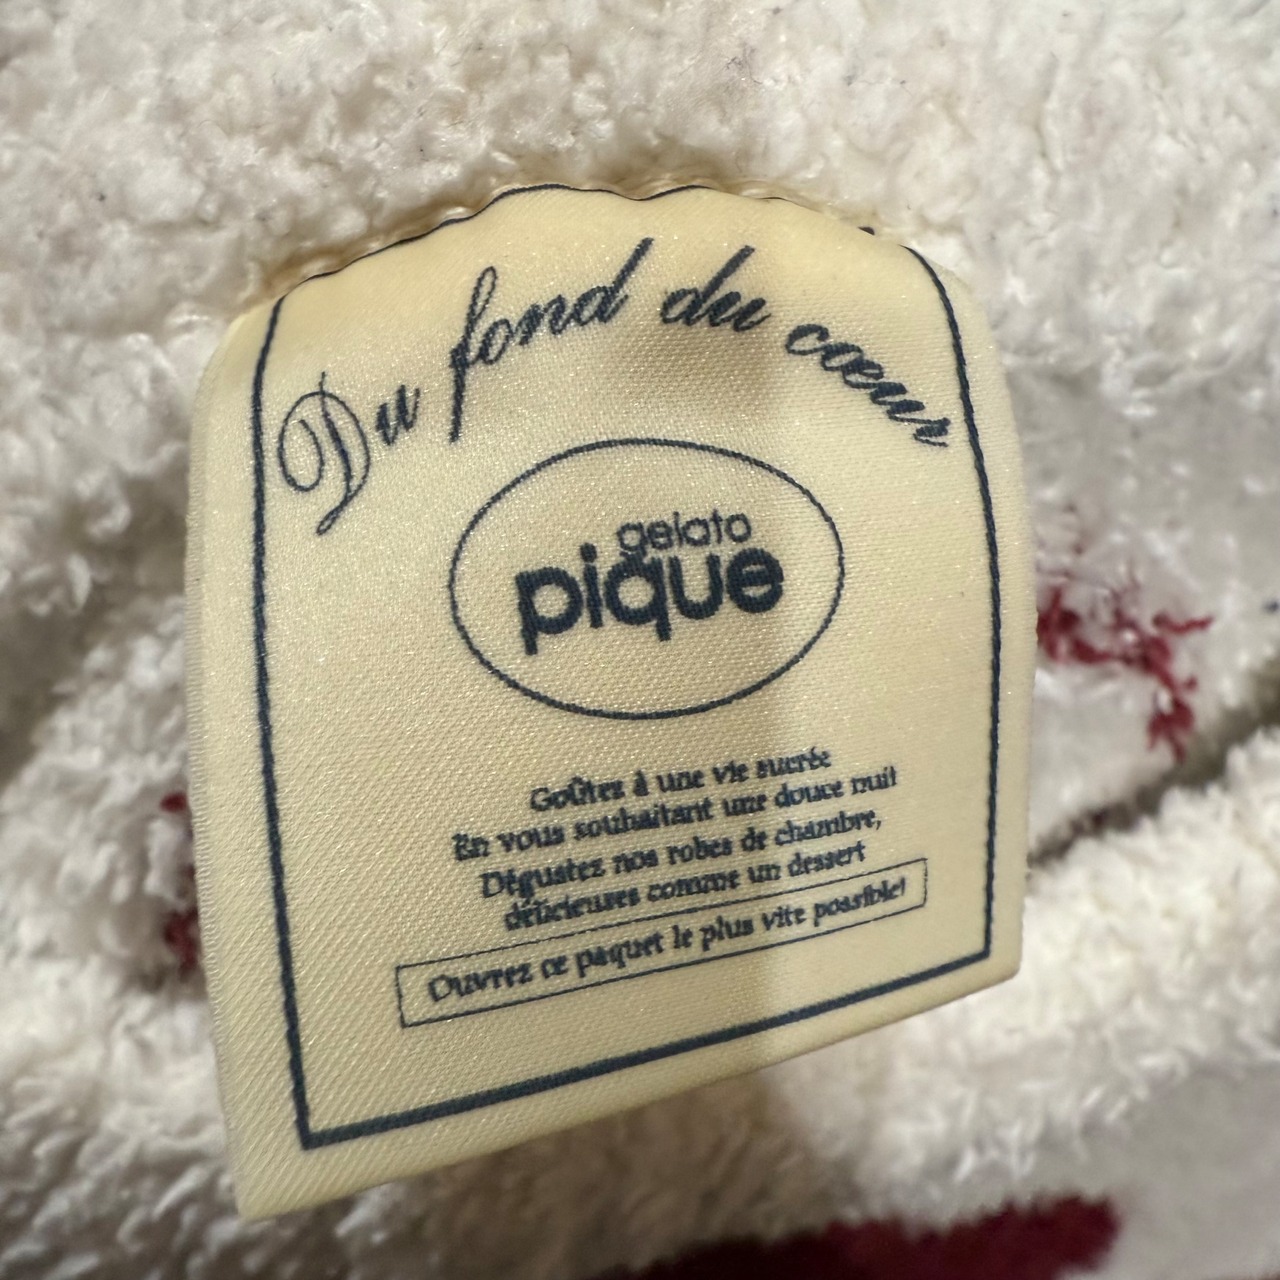 Du fond du cœur
gelato
pique
Goûtez à une vie sucrée
En vous souhaitant une douce nuit
Dégustez nos robes de chambre,
délicieuses comme un dessert
Ouvrez ce paquet le plus vite possible!